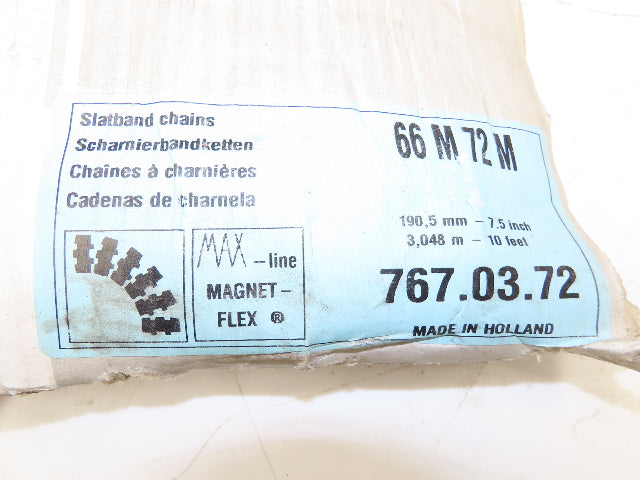 Slatband chains
Scharnierbandketten
Chaînes à charnières
Cadenas de charnela
66 M 72 M
190,5 mm – 7.5 inch
3,048 m – 10 feet
MAX -line
MAGNET-
FLEX ®
767.03.72
MADE IN HOLLAND